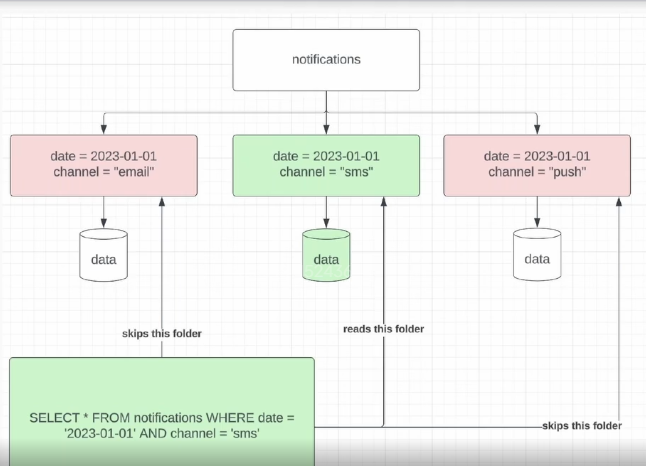 notifications
date = 2023-01-01
channel = "email"
date = 2023-01-01
channel = "sms"
date = 2023-01-01
channel = "push"
data
data
data
skips this folder
reads this folder
SELECT * FROM notifications WHERE date =
'2023-01-01' AND channel = 'sms'
skips this folder